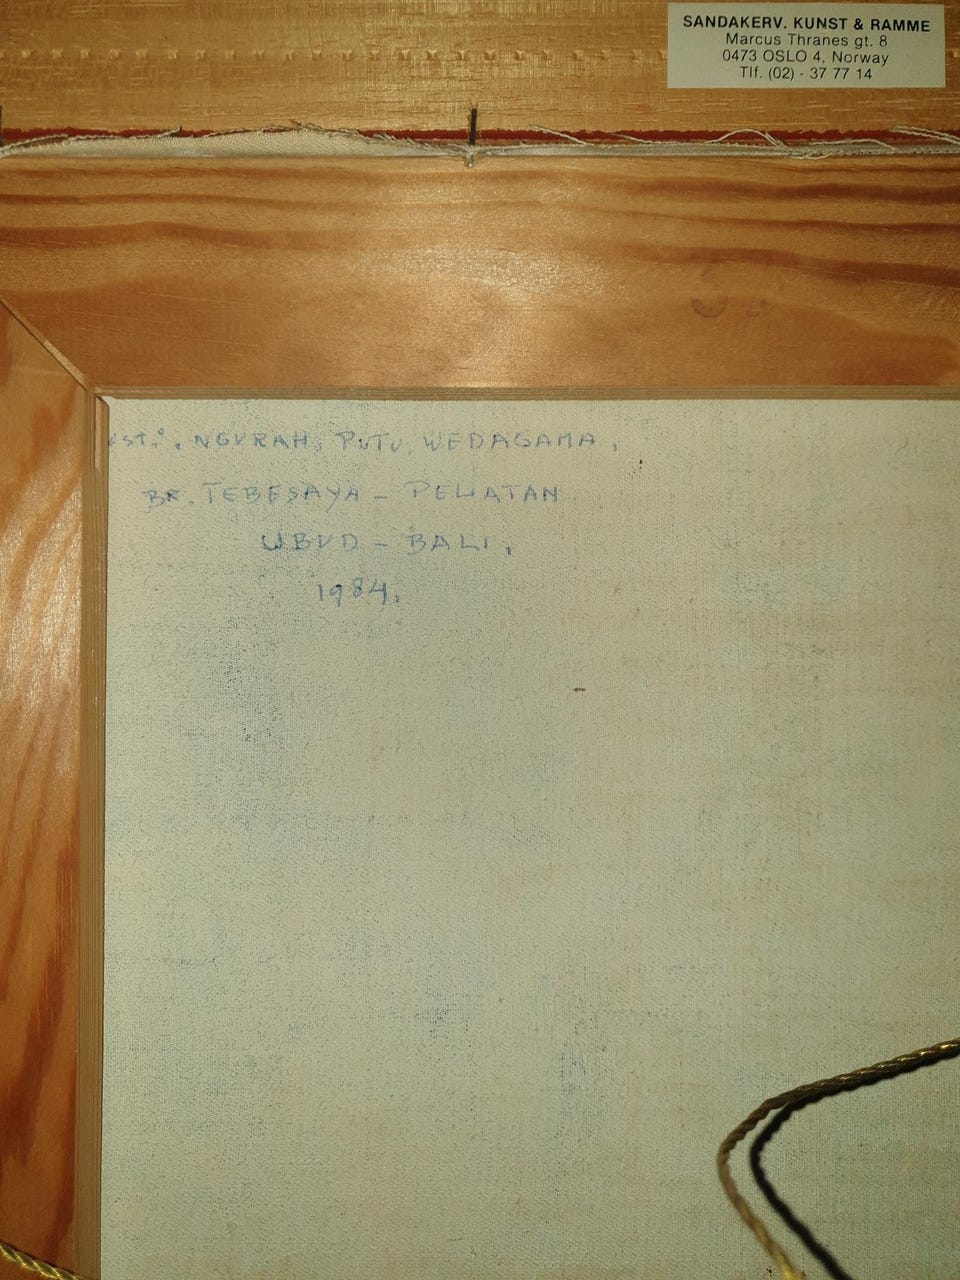 SANDAKERV. KUNST & RAMME
Marcus Thranes gt. 8
0473 OSLO 4, Norway
Tlf. (02) - 37 77 14
NGURAH, PUTU, WEDAGAMA,
BR. TEBESAYA - PELIATAN
UBUD - BALI,
1984.